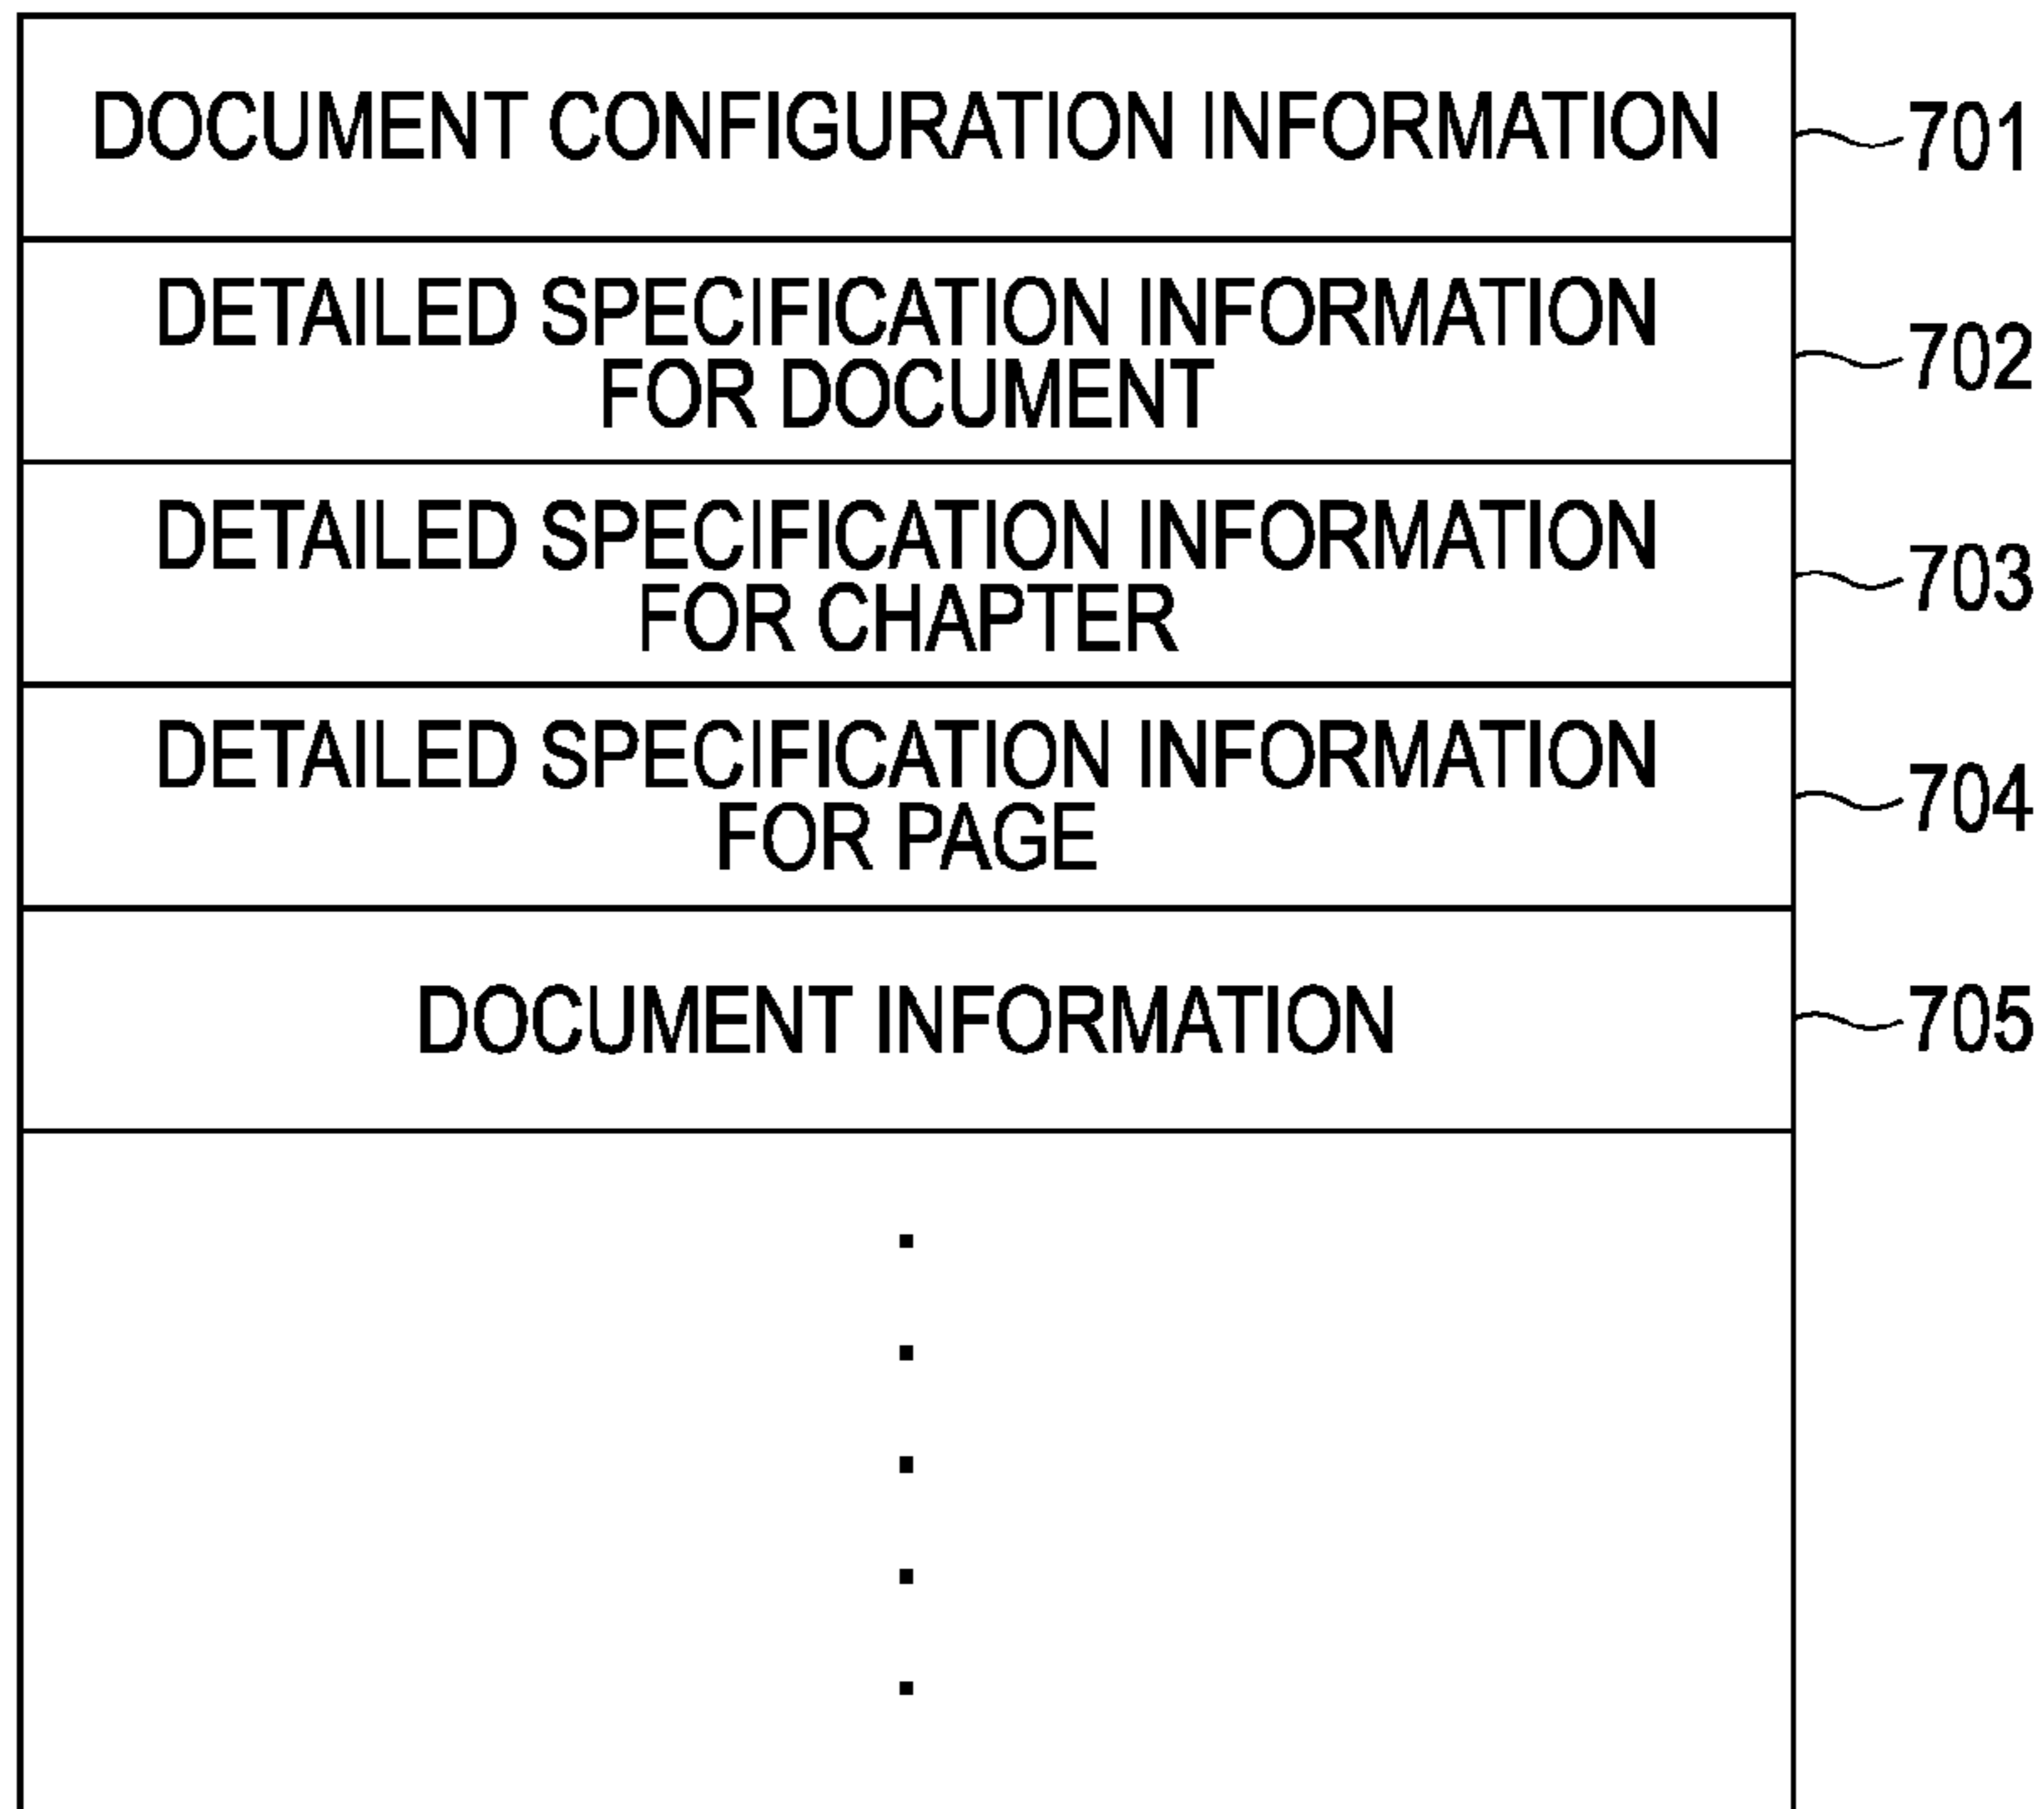 DOCUMENT CONFIGURATION INFORMATION
701
DETAILED SPECIFICATION INFORMATION
FOR DOCUMENT
702
DETAILED SPECIFICATION INFORMATION
FOR CHAPTER
703
DETAILED SPECIFICATION INFORMATION
FOR PAGE
704
DOCUMENT INFORMATION
705